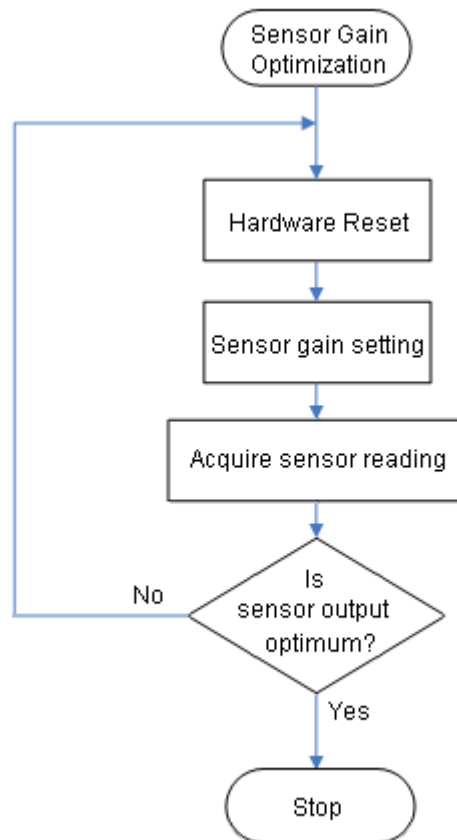 Sensor Gain
Optimization
Hardware Reset
Sensor gain setting
Acquire sensor reading
Is
sensor output
optimum?
No
Yes
Stop